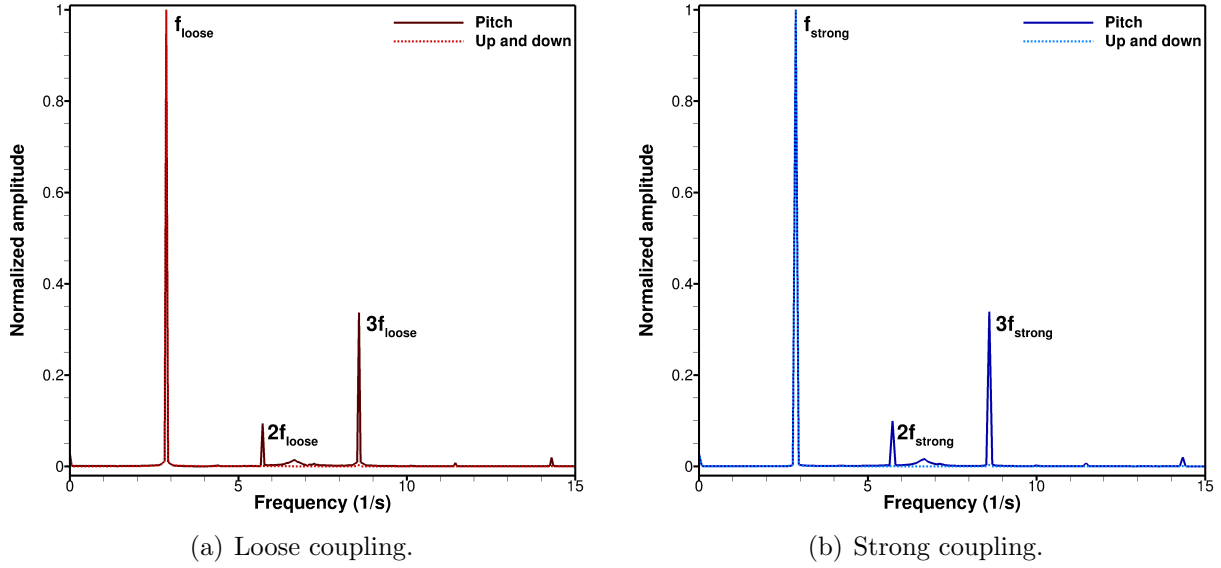 Normalized amplitude
1
0.8
0.6
0.4
0.2
0
0 5 10 15
Frequency (1/s)
f_loose
2f_loose
3f_loose
Pitch
Up and down
(a) Loose coupling.
Normalized amplitude
1
0.8
0.6
0.4
0.2
0
0 5 10 15
Frequency (1/s)
f_strong
2f_strong
3f_strong
Pitch
Up and down
(b) Strong coupling.